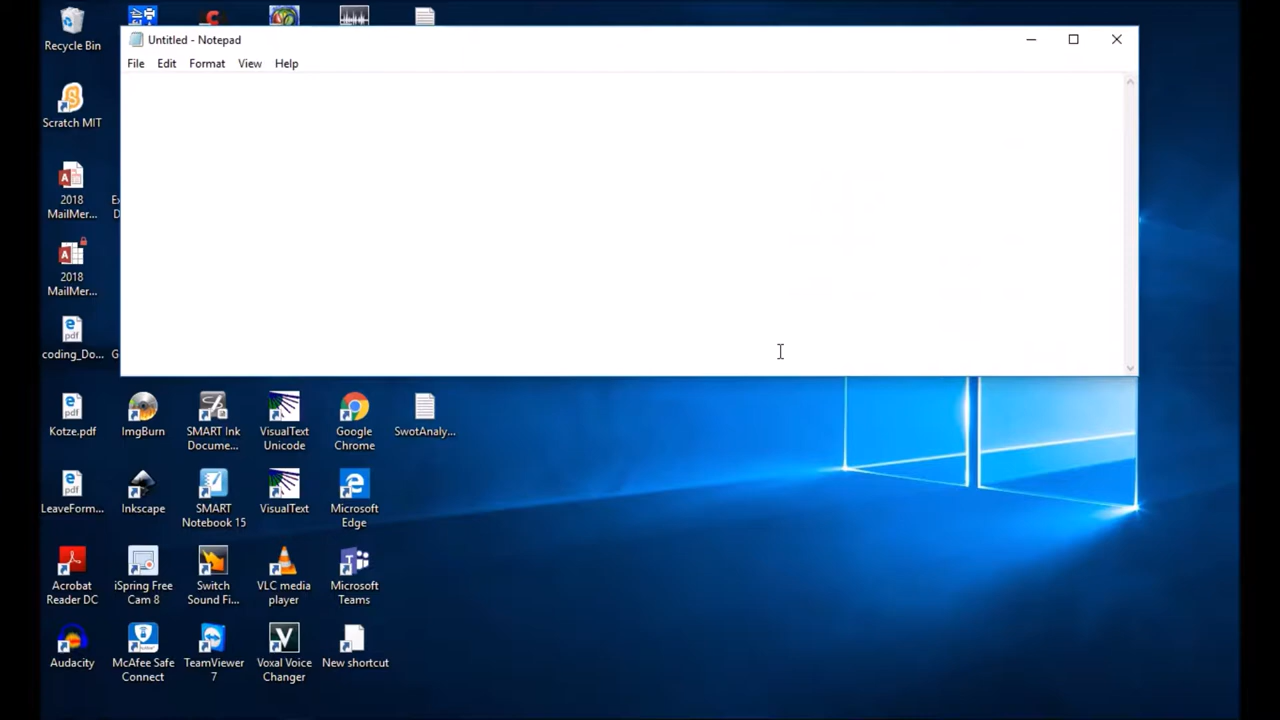 Untitled - Notepad
File Edit Format View Help
Recycle Bin
Scratch MIT
2018
MailMer...
2018
MailMer...
coding_Do...
Kotze.pdf
ImgBurn
SMART Ink
Docume...
VisualText
Unicode
Google
Chrome
SwotAnaly...
LeaveForm...
Inkscape
SMART
Notebook 15
VisualText
Microsoft
Edge
Acrobat
Reader DC
iSpring Free
Cam 8
Switch
Sound Fi...
VLC media
player
Microsoft
Teams
Audacity
McAfee Safe
Connect
TeamViewer
7
Voxal Voice
Changer
New shortcut